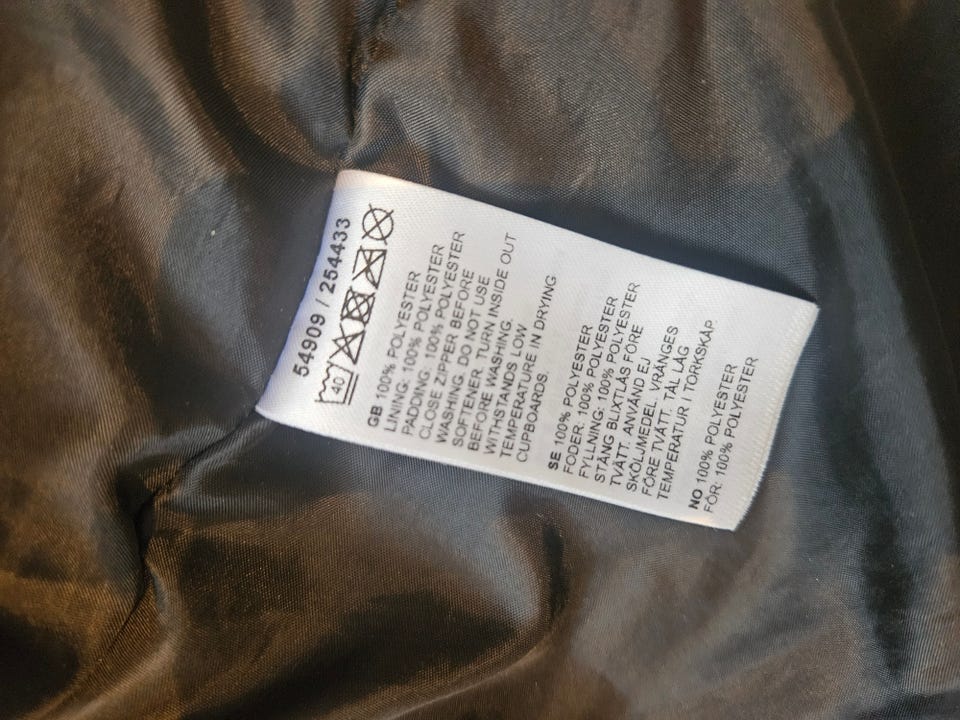 54909 / 254433
40
GB 100% POLYESTER
LINING: 100% POLYESTER
PADDING: 100% POLYESTER
CLOSE ZIPPER BEFORE
WASHING. DO NOT USE
SOFTENER. TURN INSIDE OUT
BEFORE WASHING.
WITHSTANDS LOW
TEMPERATURE IN DRYING
CUPBOARDS.
SE 100% POLYESTER
FODER: 100% POLYESTER
FYLLNING: 100% POLYESTER
STÄNG BLIXTLÅS FÖRE
TVÄTT. ANVÄND EJ
SKÖLJMEDEL. VRÄNGES
FÖRE TVÄTT. TÅL LÅG
TEMPERATUR I TORKSKÅP.
NO 100% POLYESTER
FÔR: 100% POLYESTER